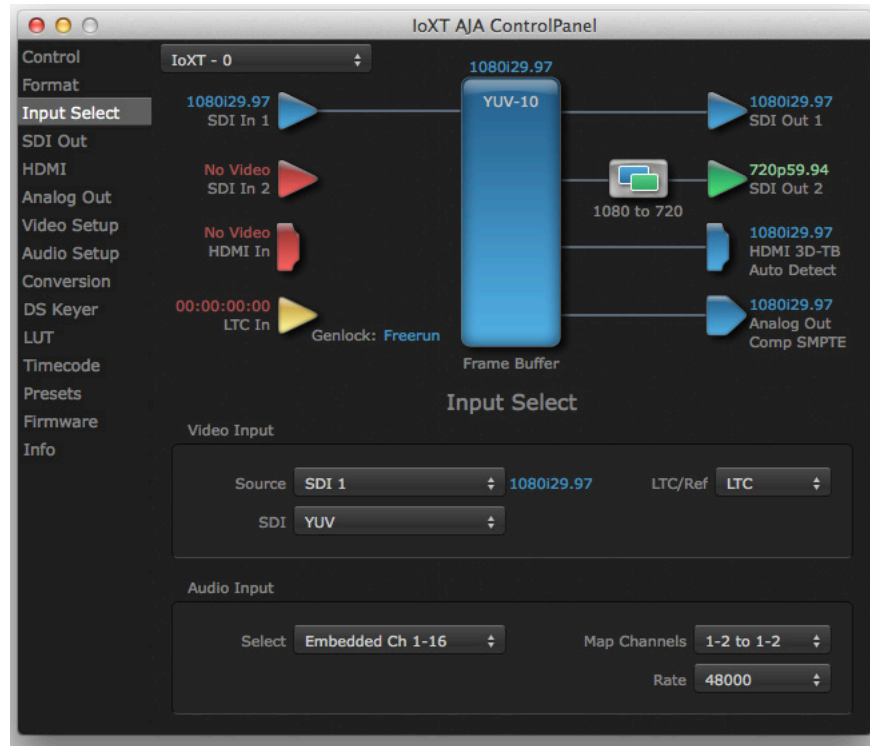 IoXT AJA ControlPanel
Control
Format
Input Select
SDI Out
HDMI
Analog Out
Video Setup
Audio Setup
Conversion
DS Keyer
LUT
Timecode
Presets
Firmware
Info
IoXT - 0
1080i29.97
YUV-10
1080i29.97
SDI In 1
No Video
SDI In 2
No Video
HDMI In
00:00:00:00
LTC In
Genlock: Freerun
Frame Buffer
1080i29.97
SDI Out 1
1080 to 720
720p59.94
SDI Out 2
1080i29.97
HDMI 3D-TB
Auto Detect
1080i29.97
Analog Out
Comp SMPTE
Input Select
Video Input
Source SDI 1 1080i29.97 LTC/Ref LTC
SDI YUV
Audio Input
Select Embedded Ch 1-16 Map Channels 1-2 to 1-2
Rate 48000